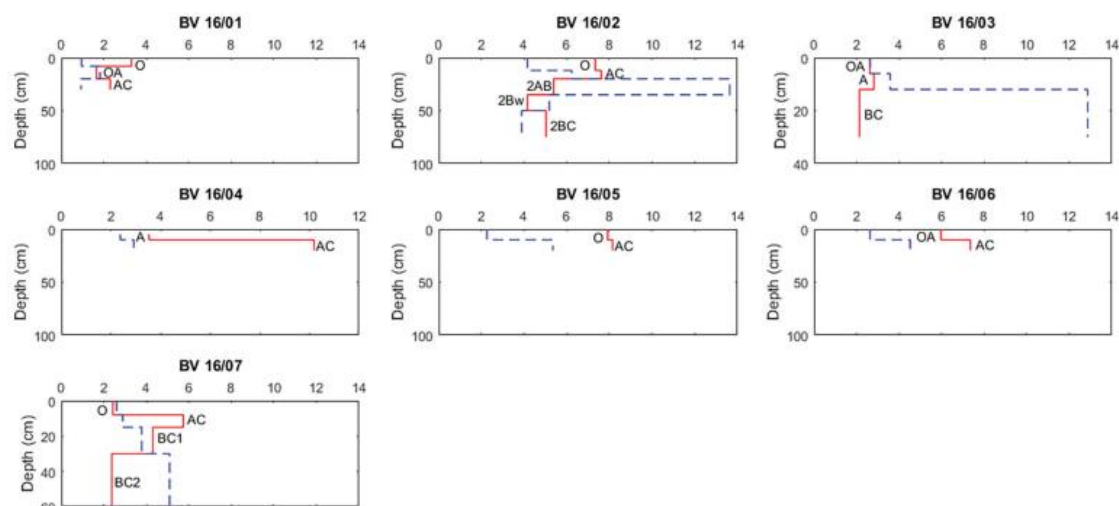 BV 16/01 BV 16/02 BV 16/03
0 2 4 6 8 10 12 14 0 2 4 6 8 10 12 14 0 2 4 6 8 10 12 14
Depth (cm) 0 50 100 O OA AC
Depth (cm) 0 50 100 O AC 2AB 2Bw 2BC
Depth (cm) 0 20 40 OA A BC
BV 16/04 BV 16/05 BV 16/06
0 2 4 6 8 10 12 0 2 4 6 8 10 12 14 0 2 4 6 8 10 12 14
Depth (cm) 0 50 100 A AC
Depth (cm) 0 50 100 O AC
Depth (cm) 0 50 100 OA AC
BV 16/07
0 2 4 6 8 10 12 14
Depth (cm) 0 20 40 60 O AC BC1 BC2